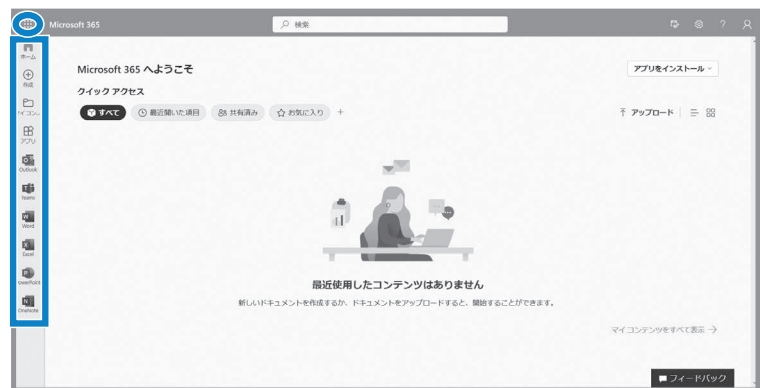 Microsoft 365
検索
ホーム
作成
マイ コン...
アプリ
Outlook
Teams
Word
Excel
PowerPoint
OneNote
Microsoft 365 へようこそ
アプリをインストール
クイック アクセス
すべて 最近開いた項目 共有済み お気に入り +
アップロード
最近使用したコンテンツはありません
新しいドキュメントを作成するか、ドキュメントをアップロードすると、開始することができます。
マイ コンテンツをすべて表示 →
フィードバック